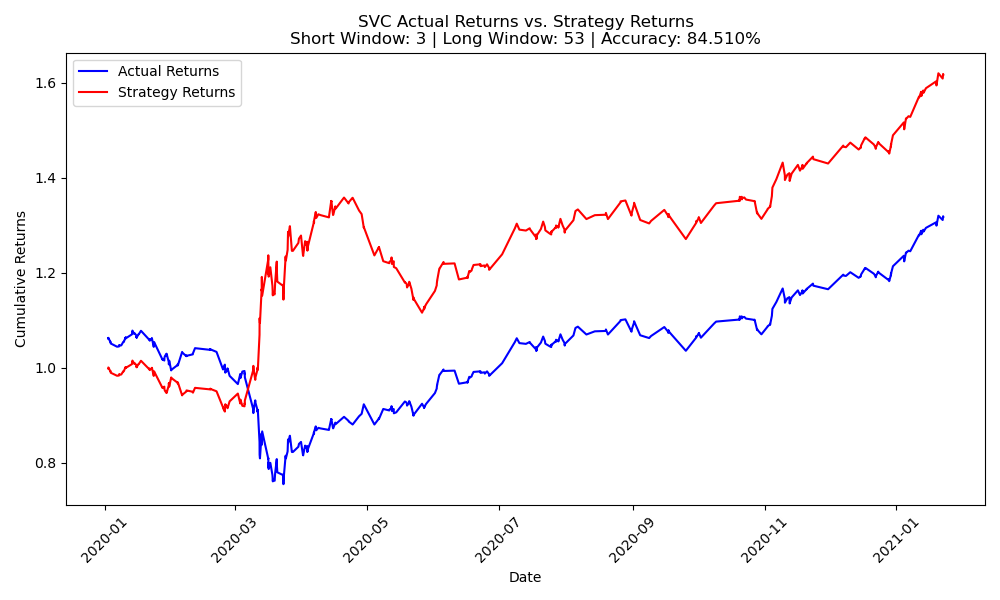 SVC Actual Returns vs. Strategy Returns
Short Window: 3 | Long Window: 53 | Accuracy: 84.510%
Actual Returns
Strategy Returns
1.6
1.4
1.2
1.0
0.8
Cumulative Returns
2020-01
2020-03
2020-05
2020-07
2020-09
2020-11
2021-01
Date